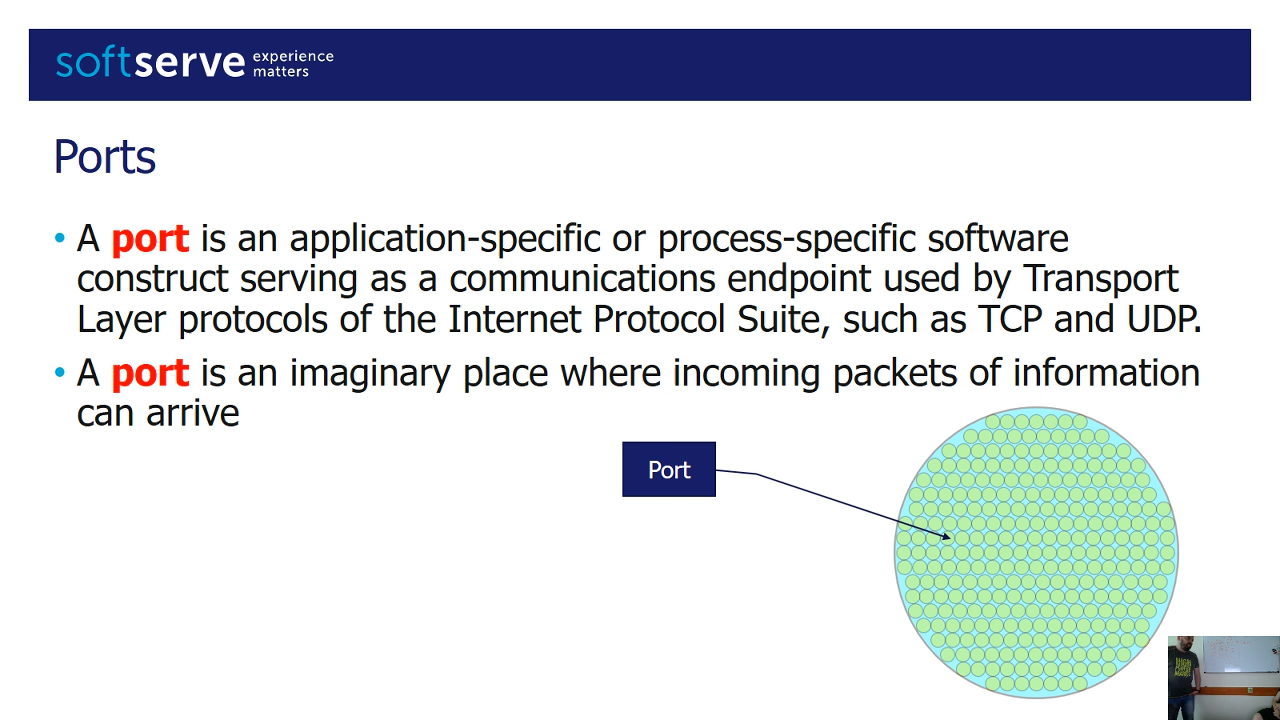 softserve experience matters
Ports
• A port is an application-specific or process-specific software
construct serving as a communications endpoint used by Transport
Layer protocols of the Internet Protocol Suite, such as TCP and UDP.
• A port is an imaginary place where incoming packets of information
can arrive
Port